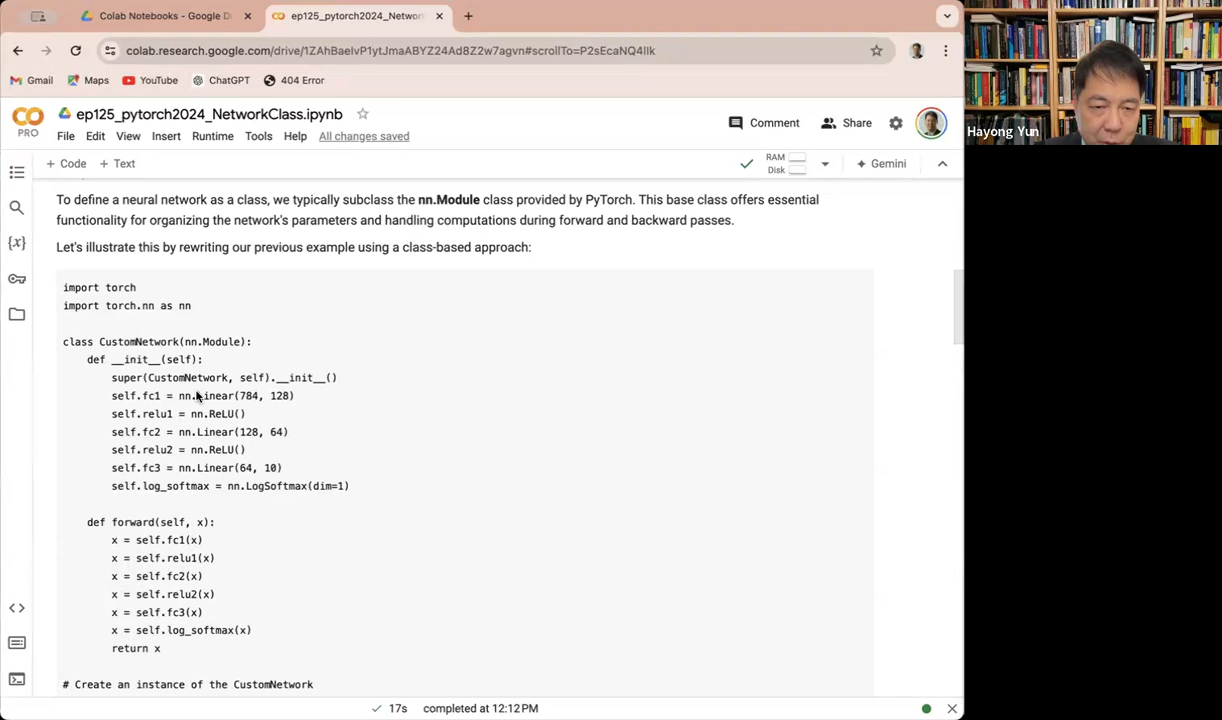 Colab Notebooks - Google D
ep125_pytorch2024_Networ
colab.research.google.com/drive/1ZAhBaeIvP1ytJmaABYZ24Ad8Z2w7agvn#scrollTo=P2sEcaNQ4lIk
Gmail
Maps
YouTube
ChatGPT
404 Error
CO
PRO
ep125_pytorch2024_NetworkClass.ipynb
File Edit View Insert Runtime Tools Help All changes saved
Comment
Share
+ Code + Text
RAM
Disk
Gemini
To define a neural network as a class, we typically subclass the nn.Module class provided by PyTorch. This base class offers essential
functionality for organizing the network's parameters and handling computations during forward and backward passes.
Let's illustrate this by rewriting our previous example using a class-based approach:
import torch
import torch.nn as nn
class CustomNetwork(nn.Module):
def __init__(self):
super(CustomNetwork, self).__init__()
self.fc1 = nn.Linear(784, 128)
self.relu1 = nn.ReLU()
self.fc2 = nn.Linear(128, 64)
self.relu2 = nn.ReLU()
self.fc3 = nn.Linear(64, 10)
self.log_softmax = nn.LogSoftmax(dim=1)
def forward(self, x):
x = self.fc1(x)
x = self.relu1(x)
x = self.fc2(x)
x = self.relu2(x)
x = self.fc3(x)
x = self.log_softmax(x)
return x
# Create an instance of the CustomNetwork
17s completed at 12:12 PM
Hayong Yun